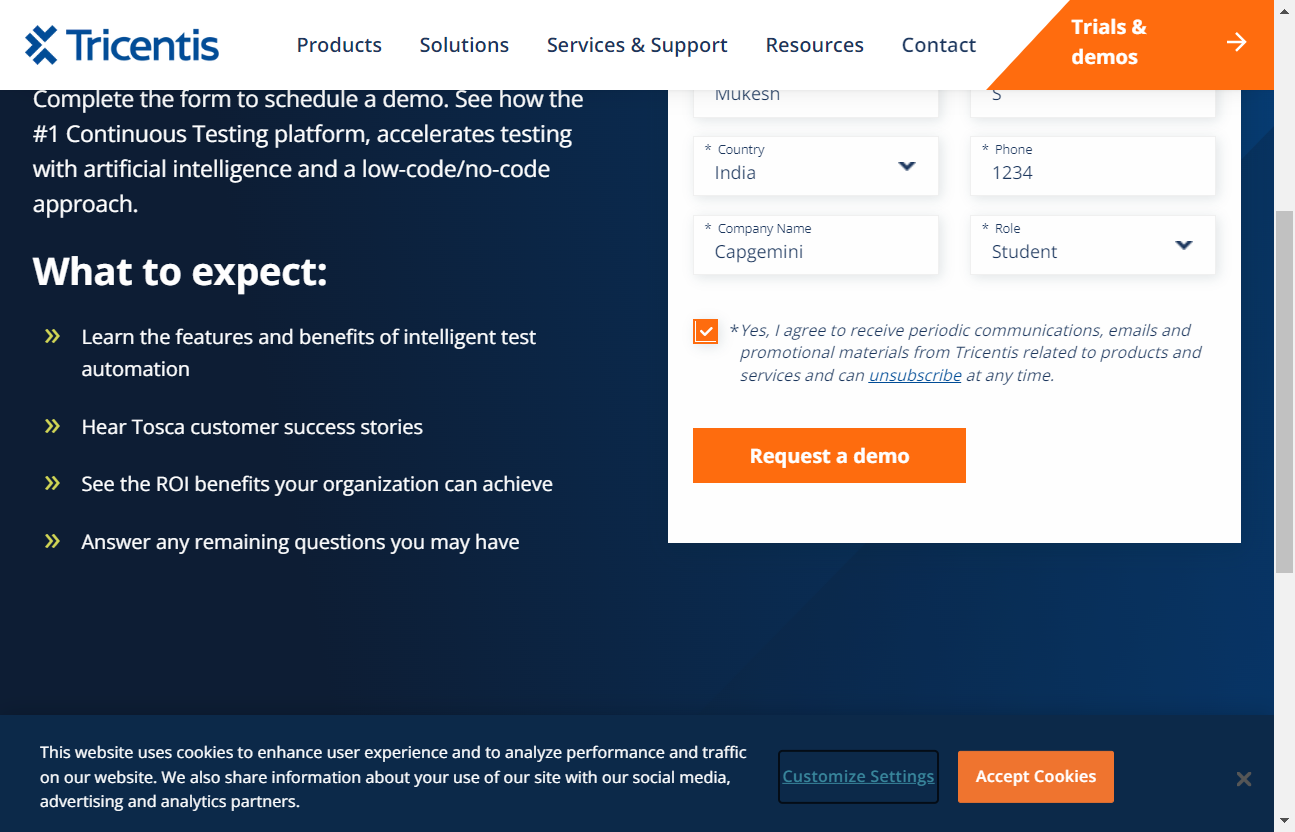 Tricentis
Products
Solutions
Services & Support
Resources
Contact
Trials &
demos
Complete the form to schedule a demo. See how the
#1 Continuous Testing platform, accelerates testing
with artificial intelligence and a low-code/no-code
approach.
What to expect:
Learn the features and benefits of intelligent test
automation
Hear Tosca customer success stories
See the ROI benefits your organization can achieve
Answer any remaining questions you may have
Mukesh
S
* Country
India
* Phone
1234
* Company Name
Capgemini
* Role
Student
*Yes, I agree to receive periodic communications, emails and
promotional materials from Tricentis related to products and
services and can unsubscribe at any time.
Request a demo
This website uses cookies to enhance user experience and to analyze performance and traffic
on our website. We also share information about your use of our site with our social media,
advertising and analytics partners.
Customize Settings
Accept Cookies